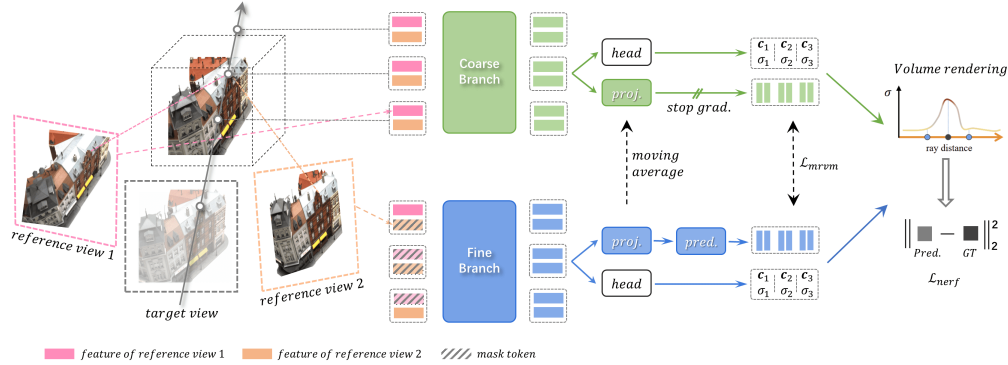 reference view 1
target view
reference view 2
Coarse
Branch
Fine
Branch
head
proj.
stop grad.
c1 c2 c3
σ1 σ2 σ3
moving
average
ℒmrvm
proj.
pred.
head
c1 c2 c3
σ1 σ2 σ3
Volume rendering
σ
ray distance
‖ Pred. − GT ‖ 2 2
ℒnerf
feature of reference view 1
feature of reference view 2
mask token